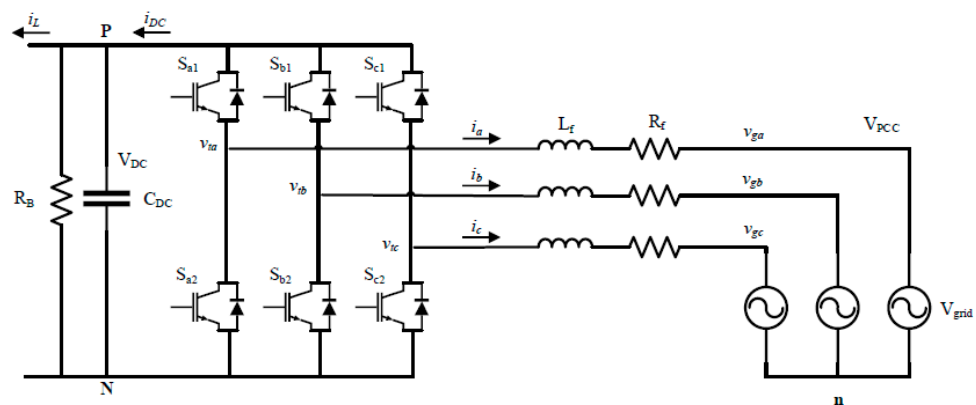 i_L
P
i_DC
S_a1
S_b1
S_c1
v_ta
i_a
L_f
R_f
v_ga
V_PCC
V_DC
R_B
C_DC
v_tb
i_b
v_gb
v_tc
i_c
v_gc
S_a2
S_b2
S_c2
V_grid
N
n